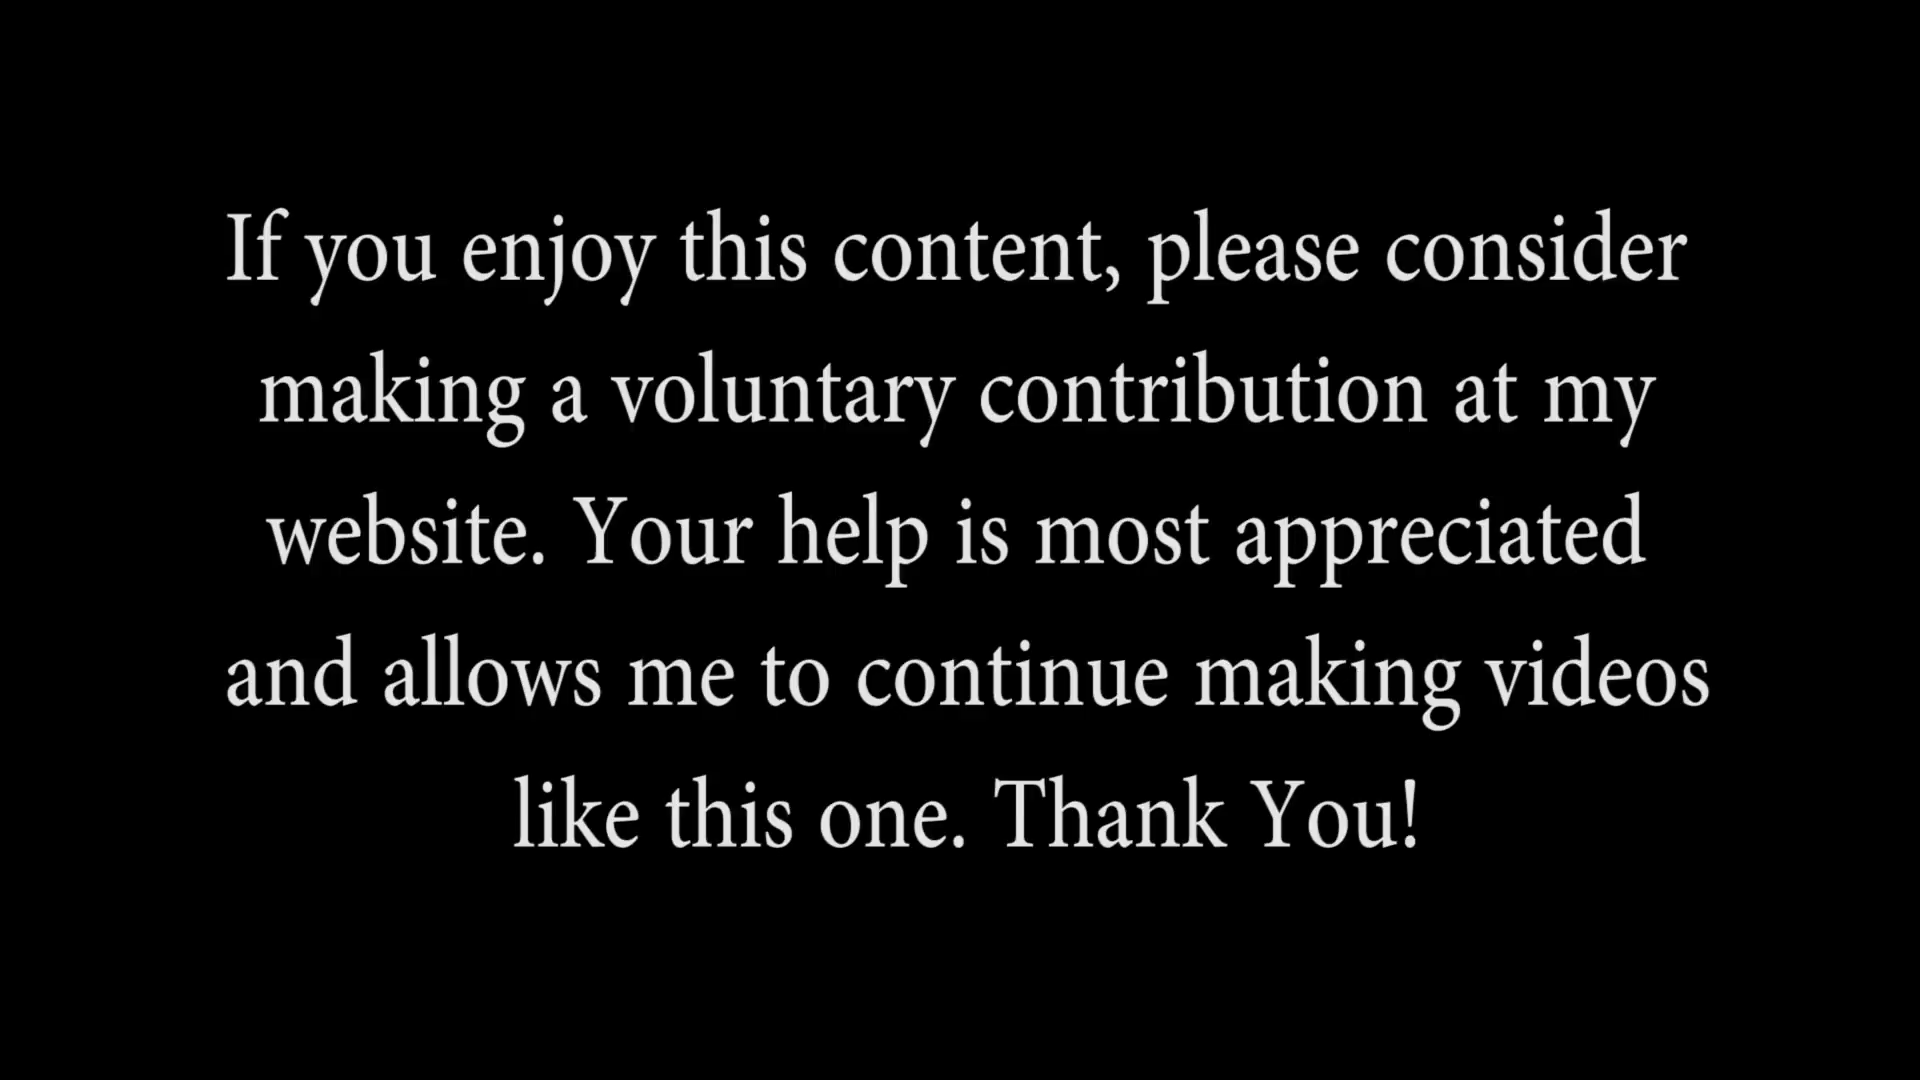 If you enjoy this content, please consider
making a voluntary contribution at my
website. Your help is most appreciated
and allows me to continue making videos
like this one. Thank You!